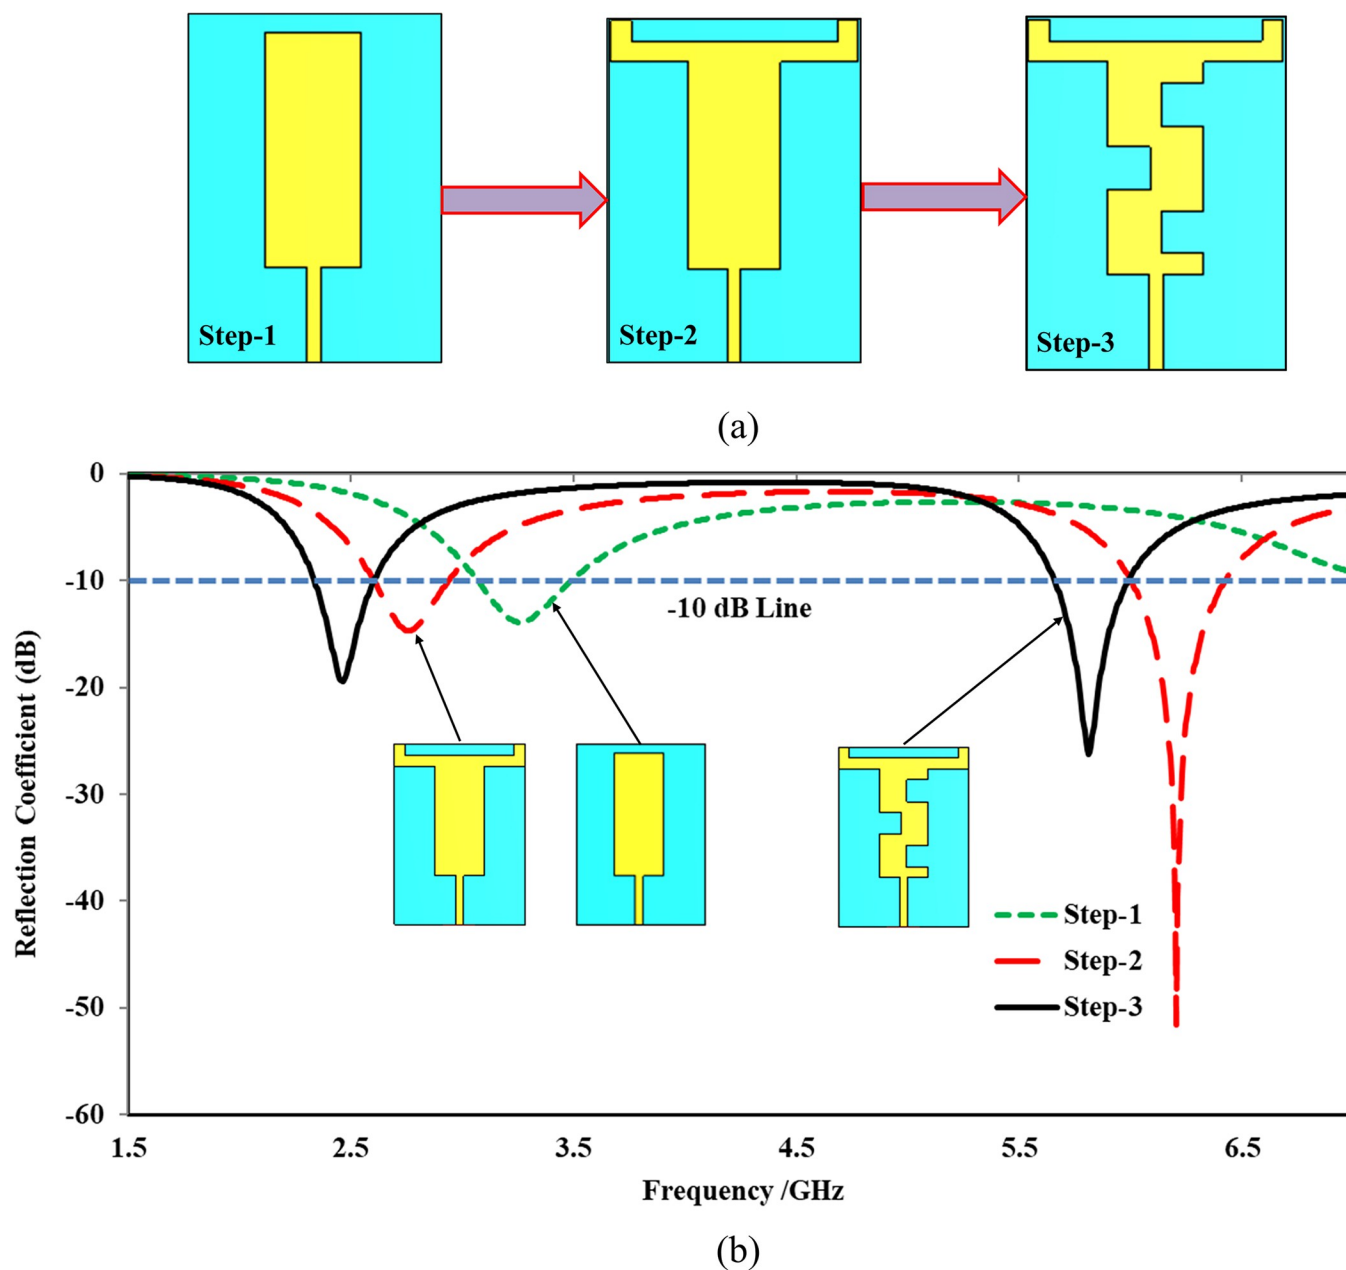 Step-1
Step-2
Step-3
(a)
0
-10
-20
-30
-40
-50
-60
Reflection Coefficient (dB)
-10 dB Line
Step-1
Step-2
Step-3
1.5 2.5 3.5 4.5 5.5 6.5
Frequency /GHz
(b)